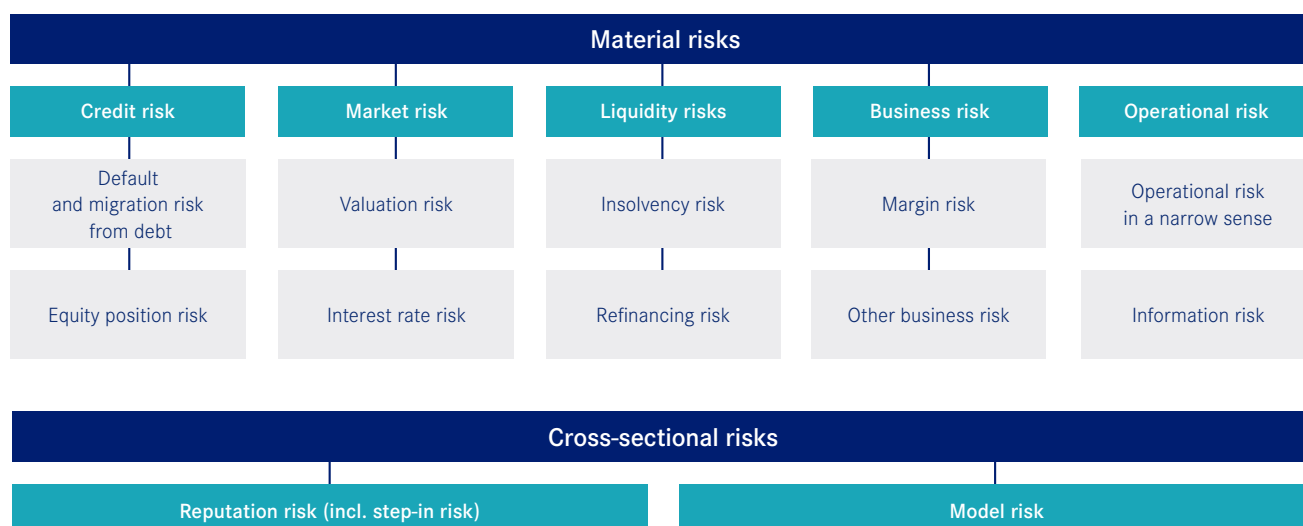 Material risks
Credit risk
Market risk
Liquidity risks
Business risk
Operational risk
Default
and migration risk
from debt
Valuation risk
Insolvency risk
Margin risk
Operational risk
in a narrow sense
Equity position risk
Interest rate risk
Refinancing risk
Other business risk
Information risk
Cross-sectional risks
Reputation risk (incl. step-in risk)
Model risk